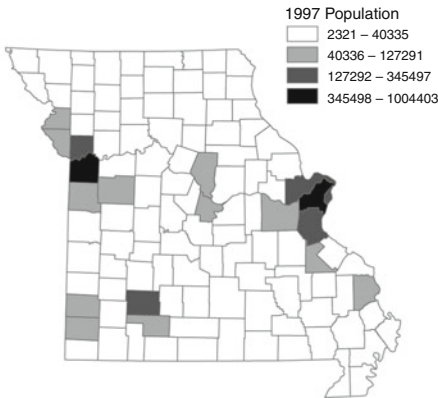 1997 Population
2321 – 40335
40336 – 127291
127292 – 345497
345498 – 1004403